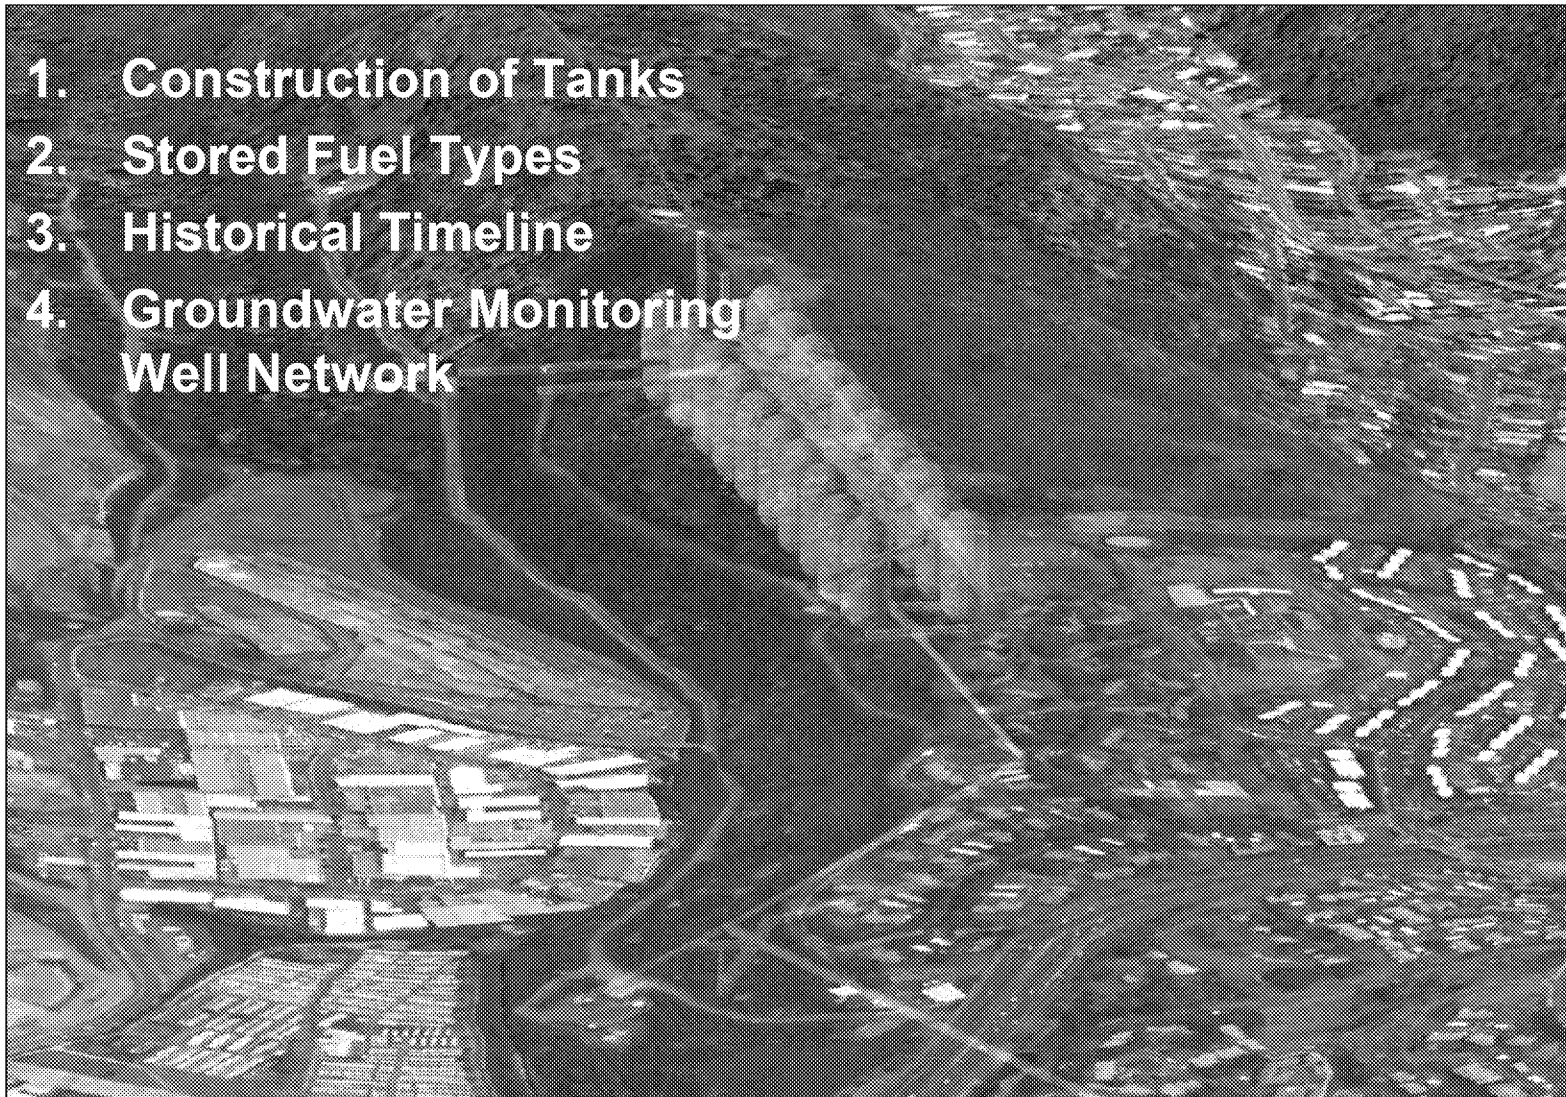 1. Construction of Tanks
2. Stored Fuel Types
3. Historical Timeline
4. Groundwater Monitoring
Well Network